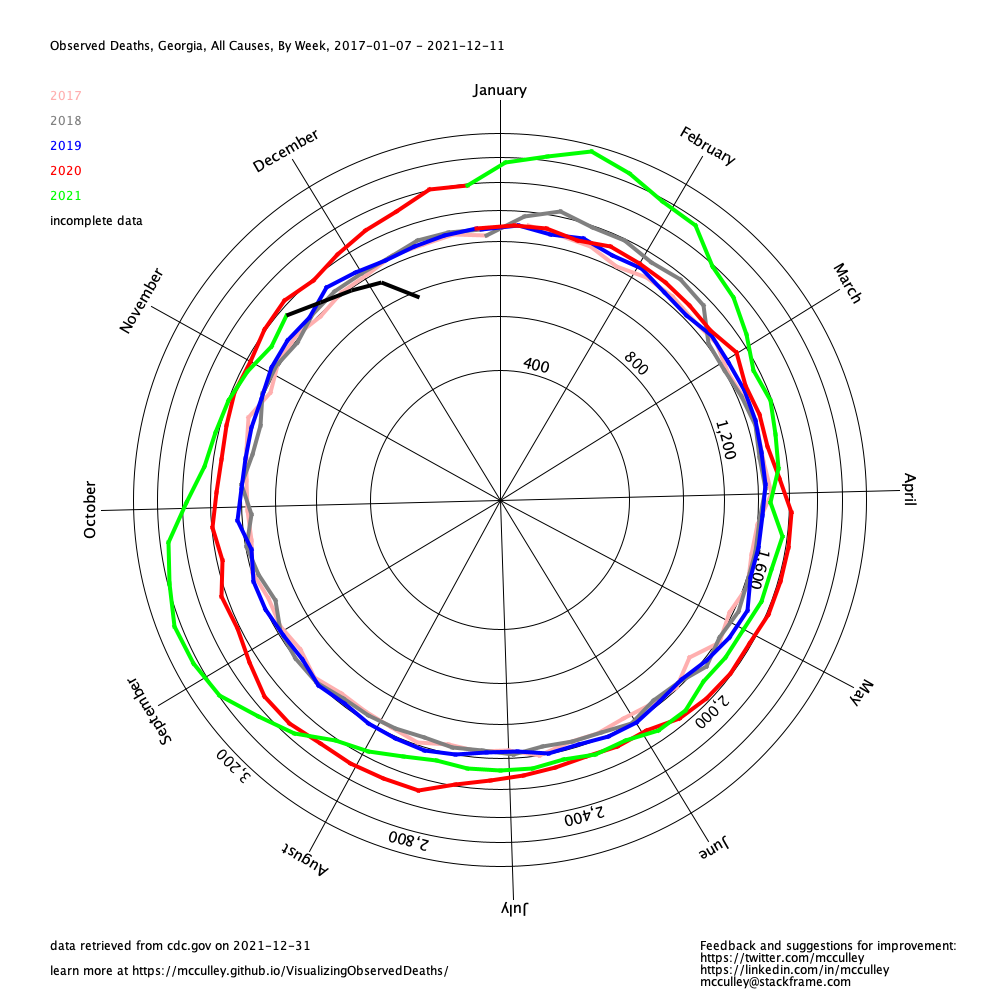 Observed Deaths, Georgia, All Causes, By Week, 2017-01-07 - 2021-12-11
2017
2018
2019
2020
2021
incomplete data
January
February
March
April
May
June
July
August
September
October
November
December
400
800
1,200
1,600
2,000
2,400
2,800
3,200
data retrieved from cdc.gov on 2021-12-31
learn more at https://mcculley.github.io/VisualizingObservedDeaths/
Feedback and suggestions for improvement:
https://twitter.com/mcculley
https://linkedin.com/in/mcculley
mcculley@stackframe.com